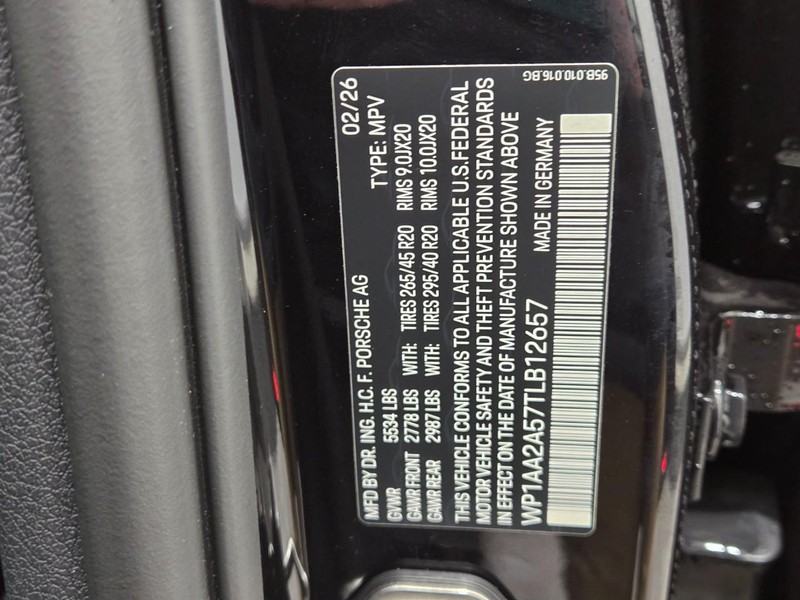 02/26
MFD BY DR. ING. H.C. F. PORSCHE AG TYPE: MPV
GVWR 5534 LBS
GAWR FRONT 2778 LBS WITH: TIRES 265/45 R20 RIMS 9.0JX20
GAWR REAR 2987 LBS WITH: TIRES 295/40 R20 RIMS 10.0JX20
THIS VEHICLE CONFORMS TO ALL APPLICABLE U.S.FEDERAL
MOTOR VEHICLE SAFETY AND THEFT PREVENTION STANDARDS
IN EFFECT ON THE DATE OF MANUFACTURE SHOWN ABOVE
WP1AA2A57TLB12657 MADE IN GERMANY
95B.010.016.BG